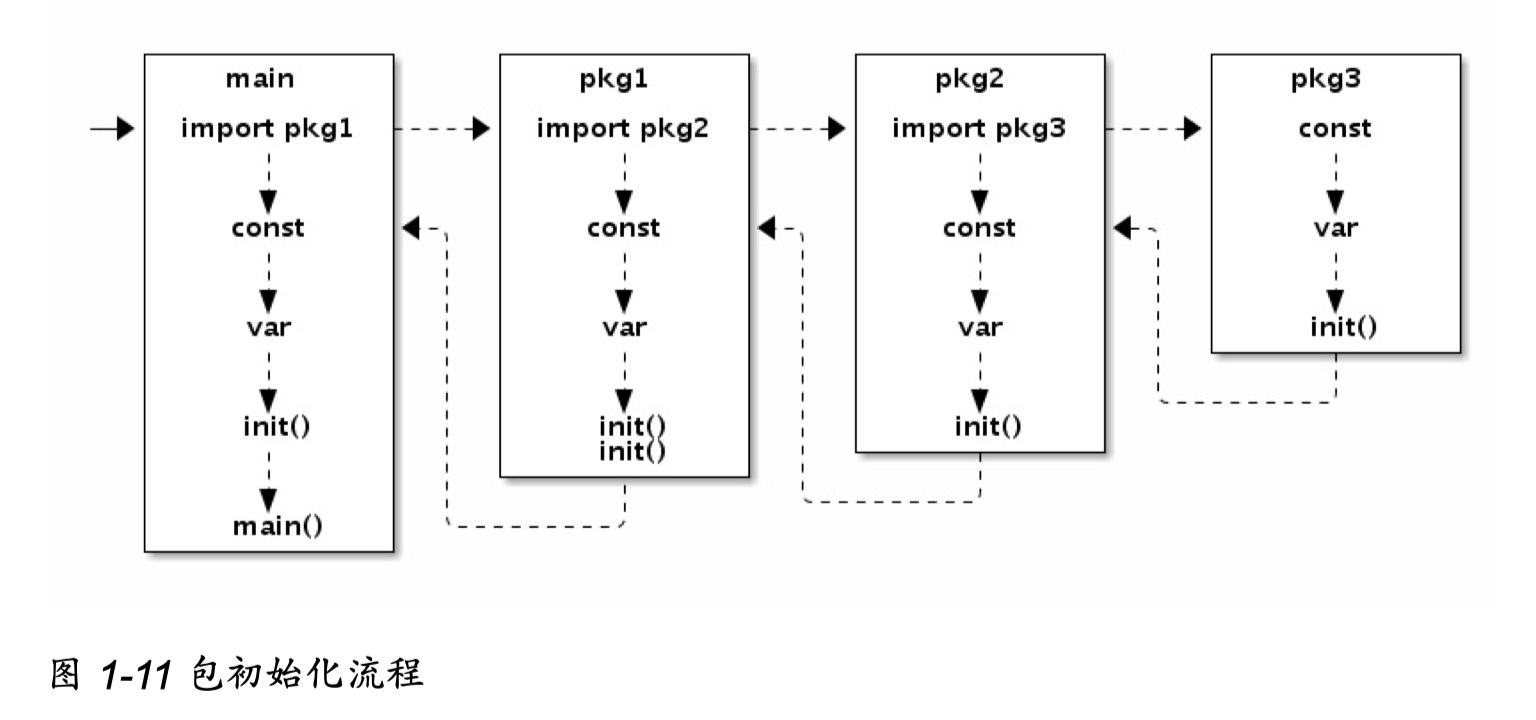 main
import pkg1
const
var
init()
main()
pkg1
import pkg2
const
var
init()
init()
pkg2
import pkg3
const
var
init()
pkg3
const
var
init()
图 1-11 包初始化流程